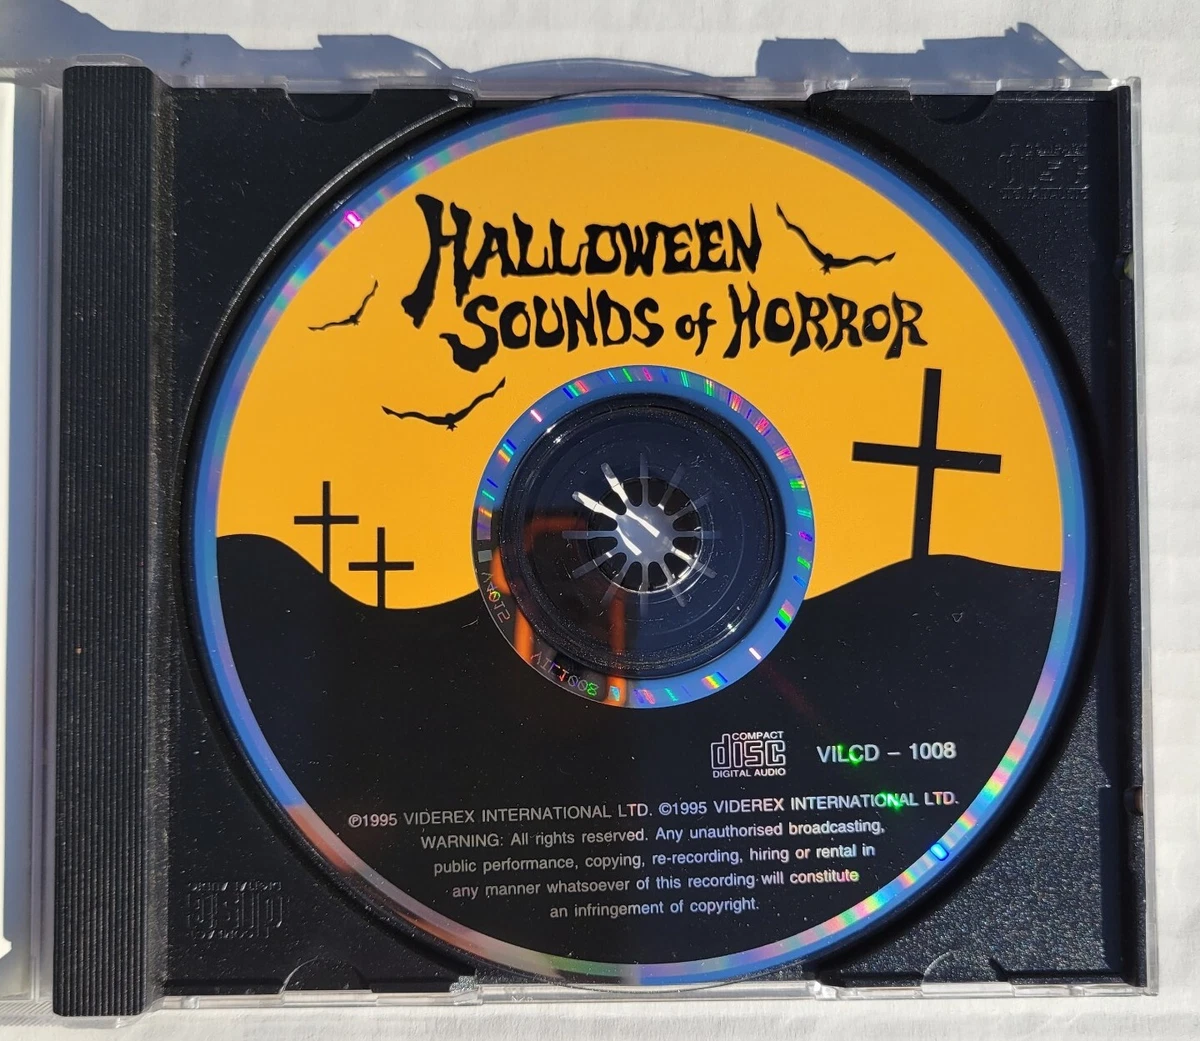 HALLOWEEN
SOUNDS of HORROR
COMPACT
disc
DIGITAL AUDIO
VILCD – 1008
℗1995 VIDEREX INTERNATIONAL LTD. ©1995 VIDEREX INTERNATIONAL LTD.
WARNING: All rights reserved. Any unauthorised broadcasting,
public performance, copying, re-recording, hiring or rental in
any manner whatsoever of this recording will constitute
an infringement of copyright.